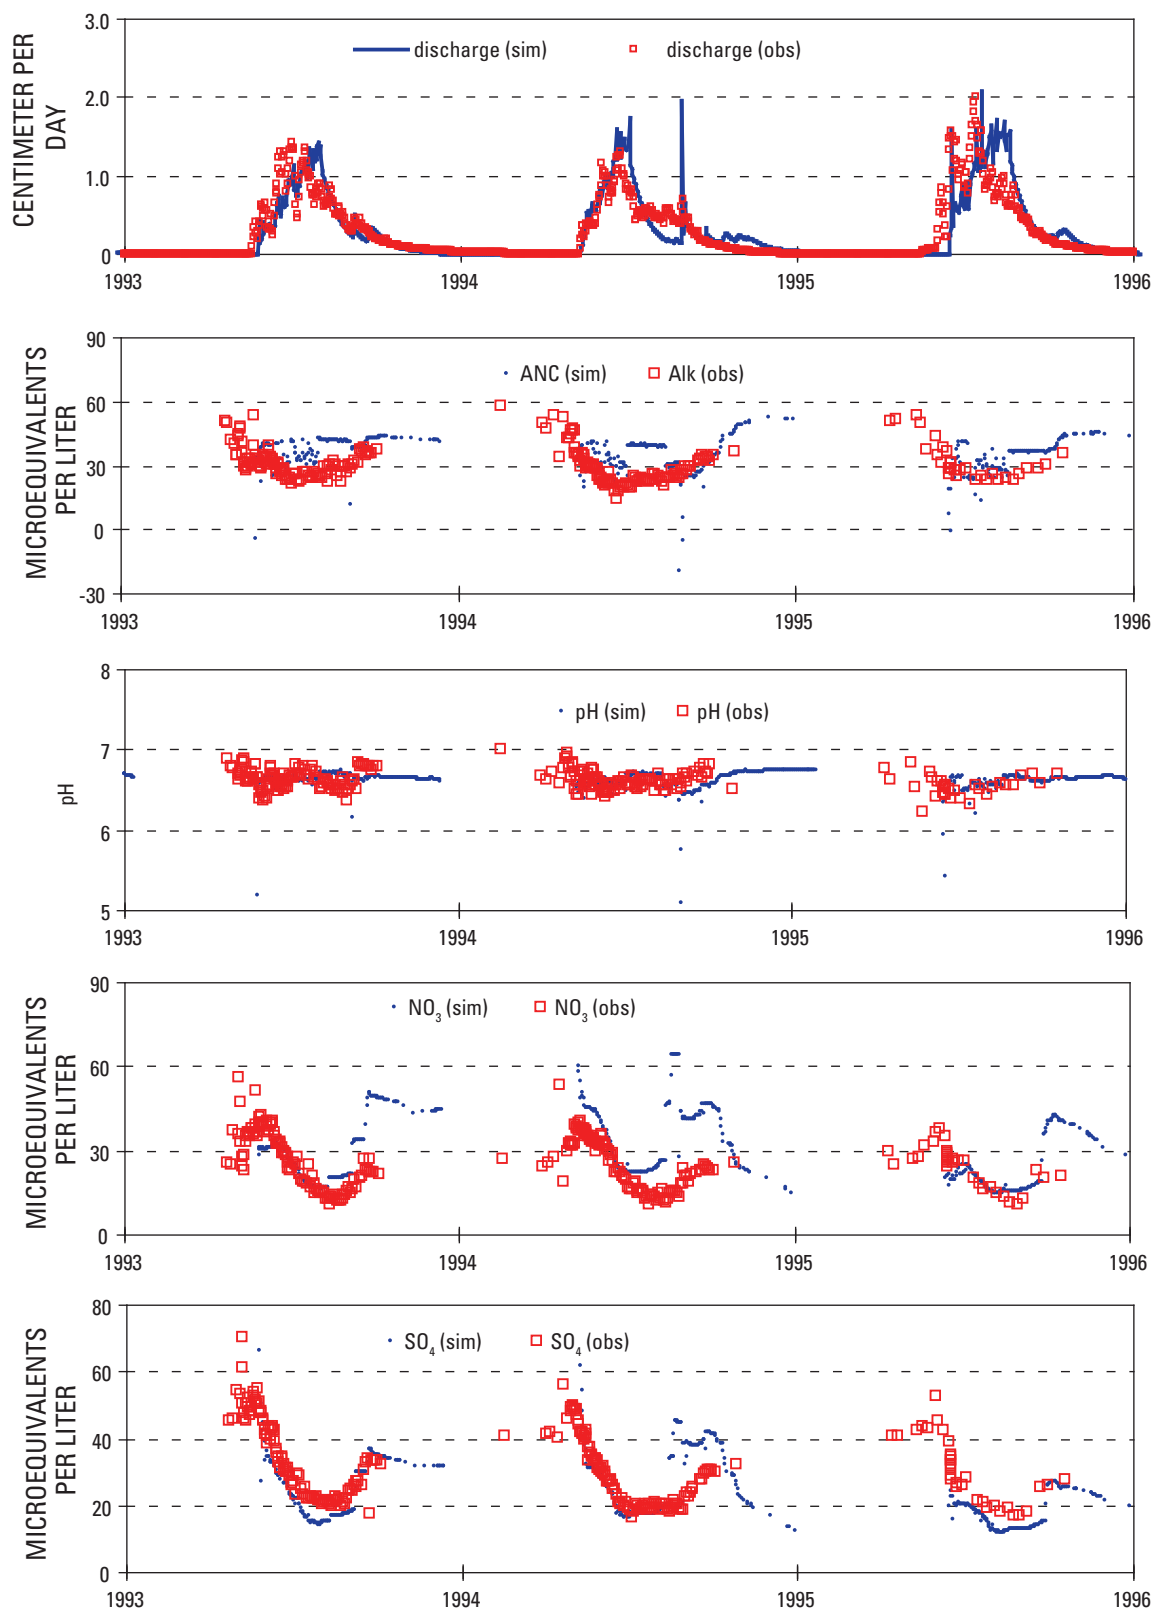 3.0
discharge (sim) discharge (obs)
2.0
1.0
0
CENTIMETER PER
DAY
1993 1994 1995 1996
90
ANC (sim) Alk (obs)
60
30
0
-30
MICROEQUIVALENTS
PER LITER
1993 1994 1995 1996
8
pH (sim) pH (obs)
7
pH
6
5
1993 1994 1995 1996
90
NO3 (sim) NO3 (obs)
60
30
0
MICROEQUIVALENTS
PER LITER
1993 1994 1995 1996
80
SO4 (sim) SO4 (obs)
60
40
20
0
MICROEQUIVALENTS
PER LITER
1993 1994 1995 1996